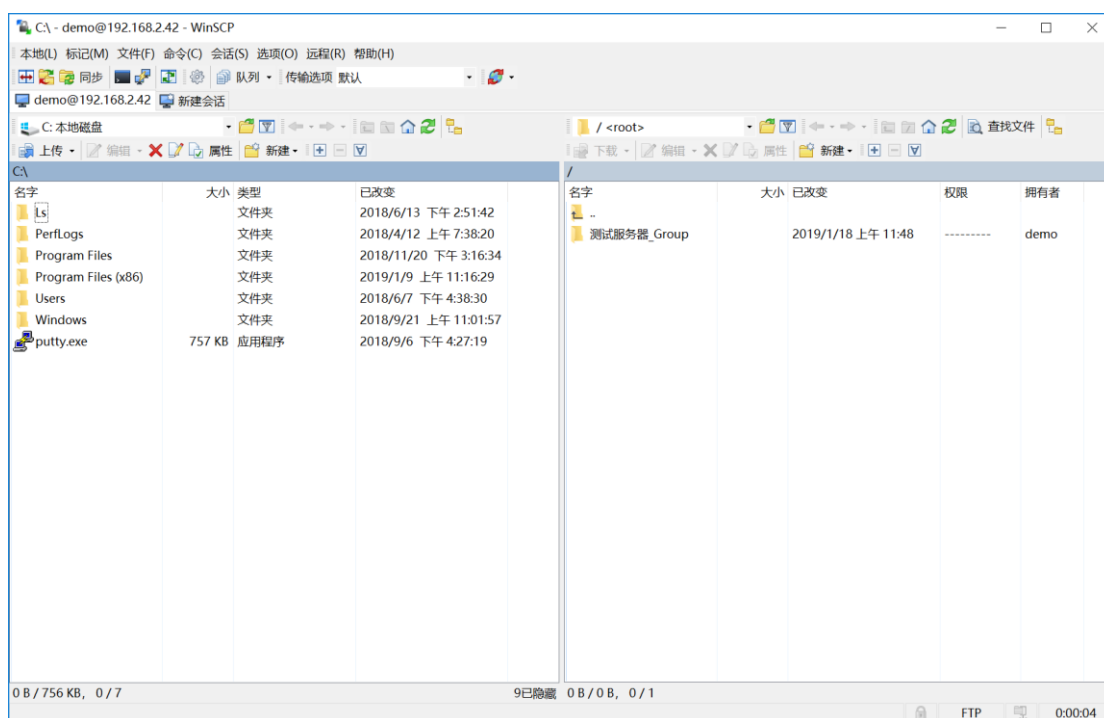 C:\ - demo@192.168.2.42 - WinSCP
本地(L) 标记(M) 文件(F) 命令(C) 会话(S) 选项(O) 远程(R) 帮助(H)
同步 队列 传输选项 默认
demo@192.168.2.42 新建会话
C: 本地磁盘 / <root> 查找文件
上传 编辑 属性 新建 下载 编辑 属性 新建
C:\ /
名字 大小 类型 已改变 名字 大小 已改变 权限 拥有者
Ls 文件夹 2018/6/13 下午 2:51:42 ..
PerfLogs 文件夹 2018/4/12 上午 7:38:20 测试服务器_Group 2019/1/18 上午 11:48 --------- demo
Program Files 文件夹 2018/11/20 下午 3:16:34
Program Files (x86) 文件夹 2019/1/9 上午 11:16:29
Users 文件夹 2018/6/7 下午 4:38:30
Windows 文件夹 2018/9/21 上午 11:01:57
putty.exe 757 KB 应用程序 2018/9/6 下午 4:27:19
0 B / 756 KB, 0 / 7 9已隐藏 0 B / 0 B, 0 / 1
FTP 0:00:04